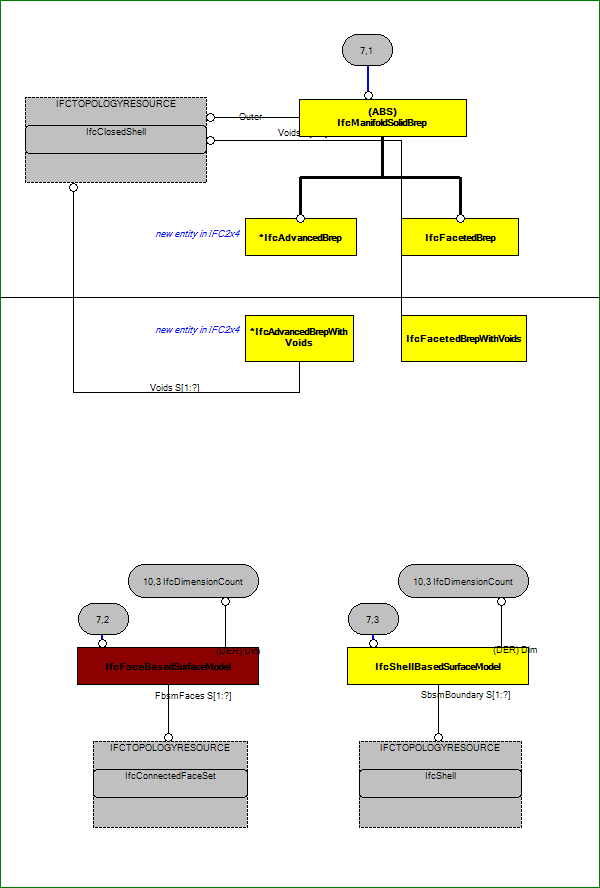 7,1
IFCTOPOLOGYRESOURCE
IfcClosedShell
Outer
(ABS)
IfcManifoldSolidBrep
Voids
new entity in IFC2x4
*IfcAdvancedBrep
IfcFacetedBrep
new entity in IFC2x4
*IfcAdvancedBrepWith
Voids
IfcFacetedBrepWithVoids
Voids S[1:?]
10,3 IfcDimensionCount
10,3 IfcDimensionCount
7,2
7,3
(DER) Dim
(DER) Dim
IfcFaceBasedSurfaceModel
IfcShellBasedSurfaceModel
FbsmFaces S[1:?]
SbsmBoundary S[1:?]
IFCTOPOLOGYRESOURCE
IfcConnectedFaceSet
IFCTOPOLOGYRESOURCE
IfcShell